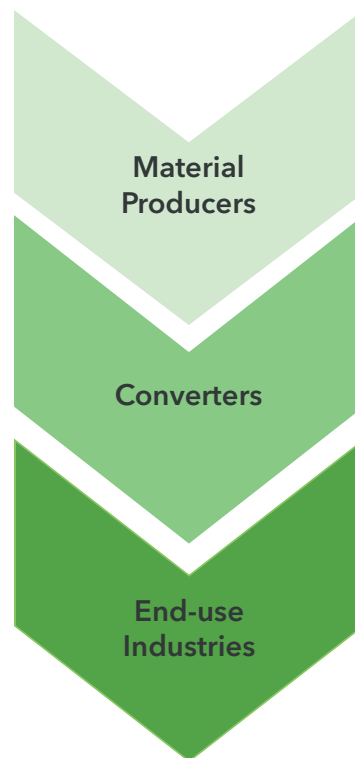 Material
Producers
Converters
End-use
Industries